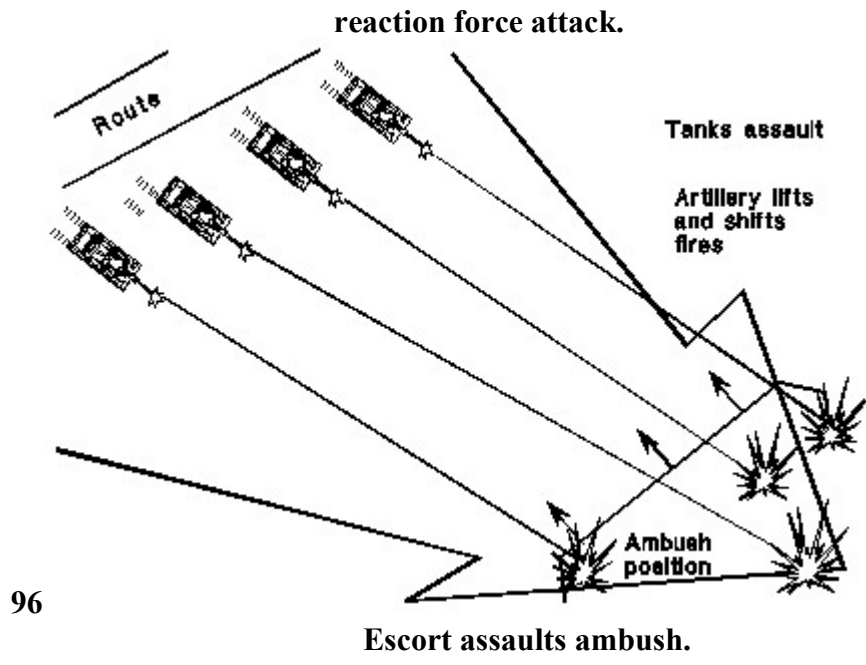 reaction force attack.
Route
Tanks assault
Artillery lifts
and shifts
fires
Ambush
position
96
Escort assaults ambush.